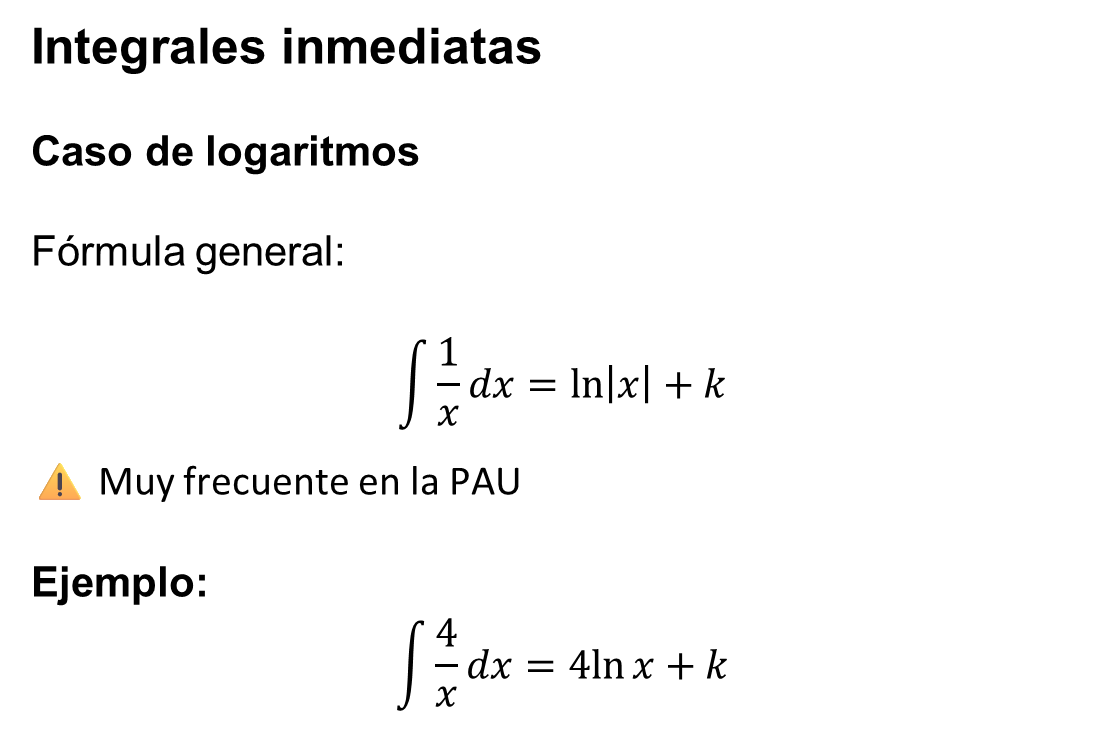 Integrales inmediatas
Caso de logaritmos
Fórmula general:
∫ 1/x dx = ln|x| + k
⚠ Muy frecuente en la PAU
Ejemplo:
∫ 4/x dx = 4ln x + k